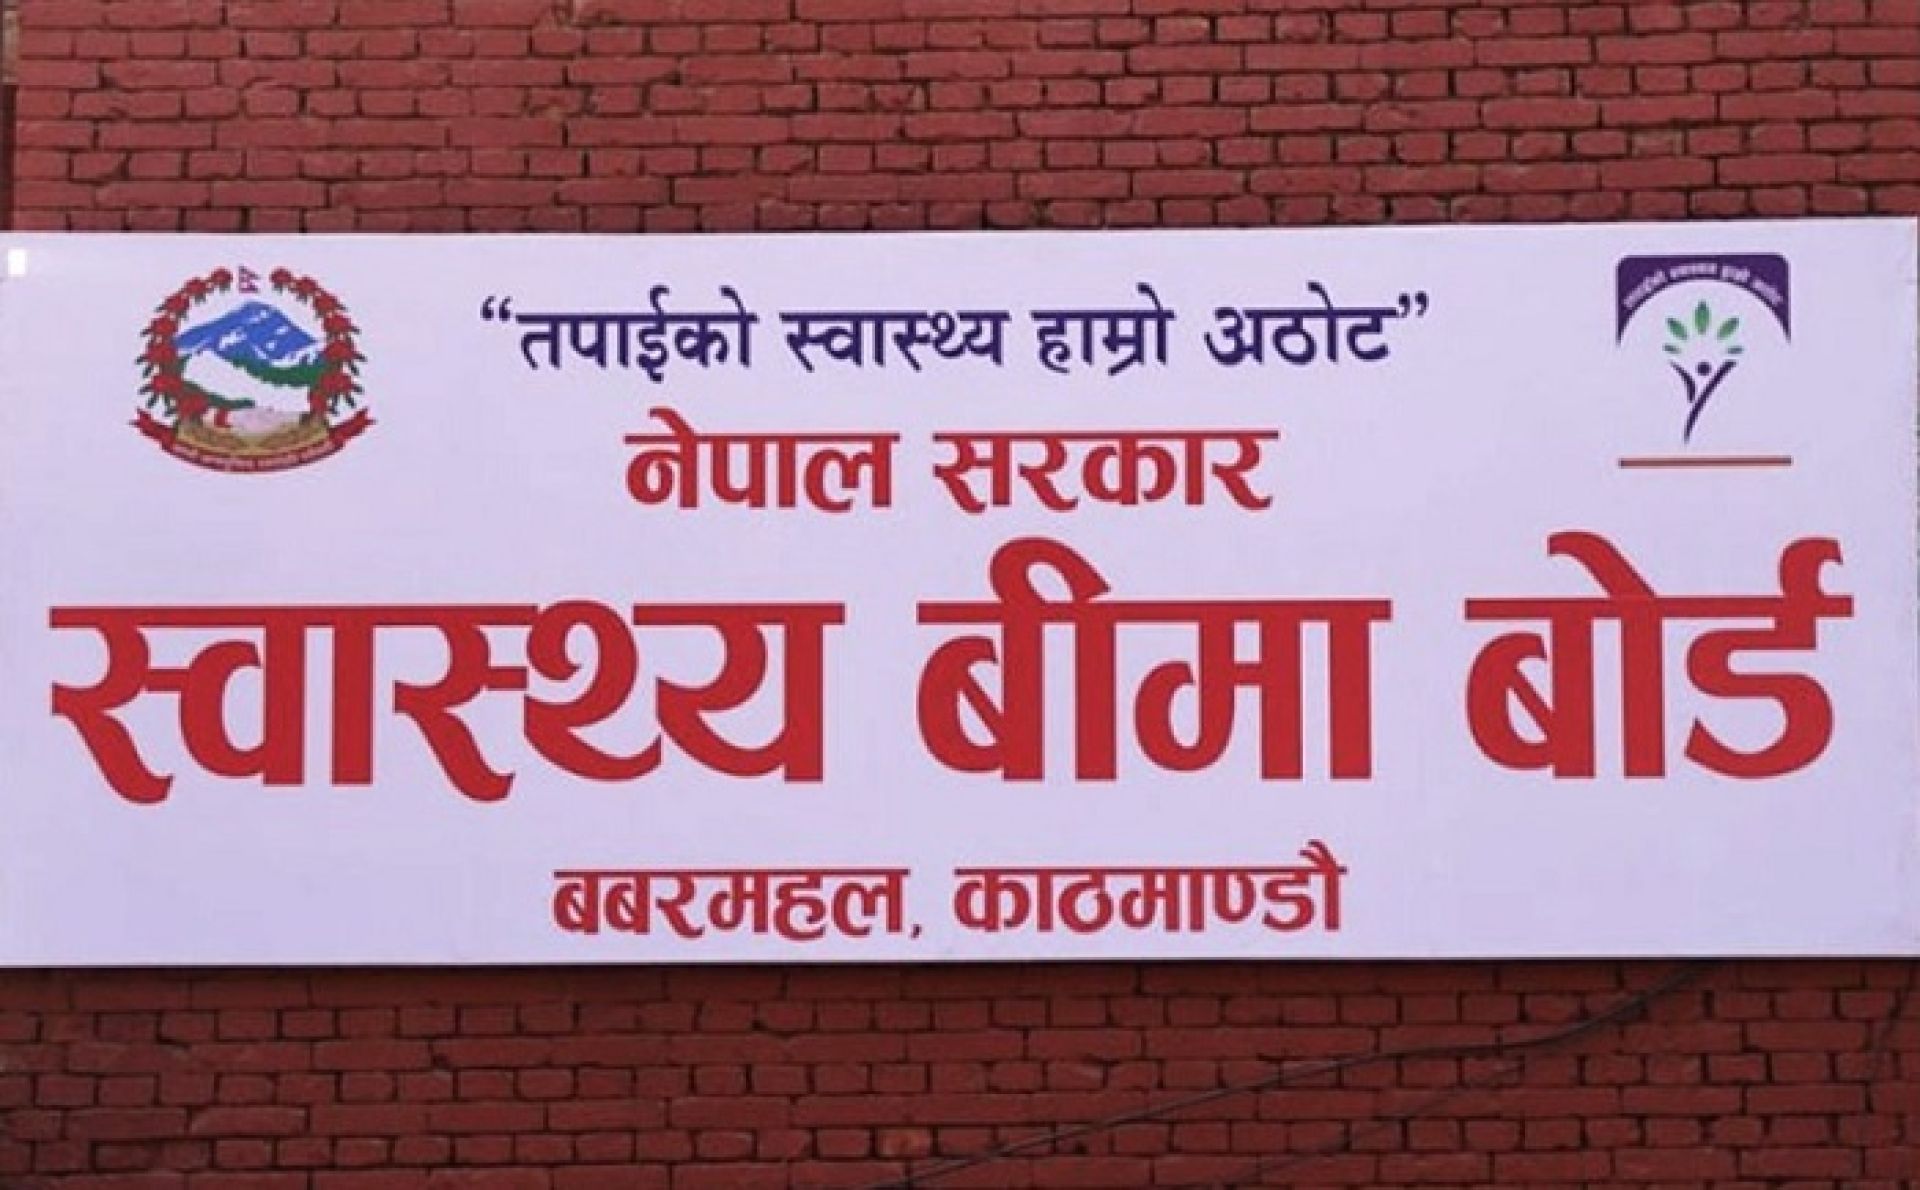 “तपाईको स्वास्थ्य हाम्रो अठोट”
नेपाल सरकार
स्वास्थ्य बीमा बोर्ड
बबरमहल, काठमाण्डौ